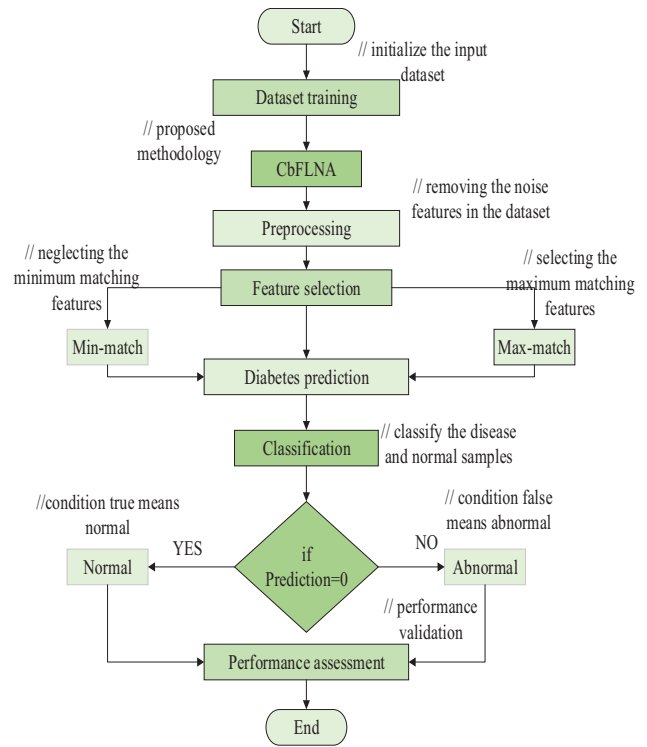 Start
// initialize the input
dataset
Dataset training
// proposed
methodology
CbFLNA
// removing the noise
features in the dataset
Preprocessing
// neglecting the
minimum matching
features
// selecting the
maximum matching
features
Feature selection
Min-match
Max-match
Diabetes prediction
Classification
// classify the disease
and normal samples
//condition true means
normal
// condition false
means abnormal
YES
NO
if
Prediction=0
Normal
Abnormal
// performance
validation
Performance assessment
End